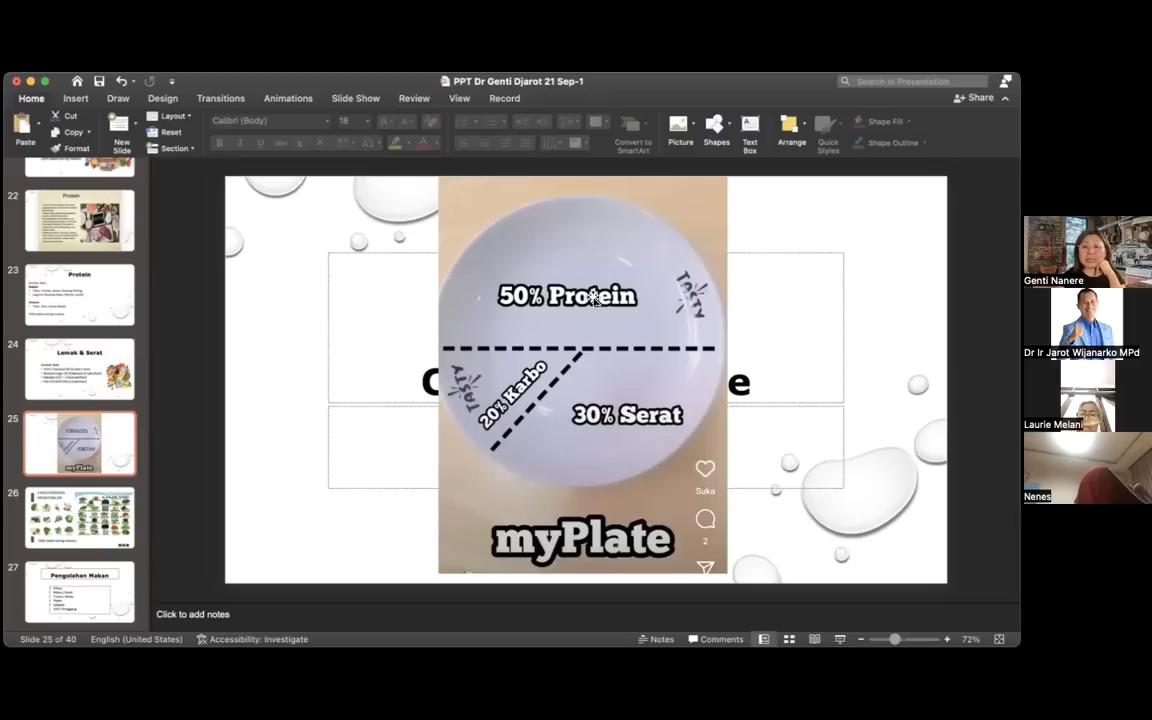 PPT Dr Genti Djarot 21 Sep-1
Search in Presentation
Home Insert Draw Design Transitions Animations Slide Show Review View Record
Share
Paste
Cut
Copy
Format
New Slide
Layout
Reset
Section
Calibri (Body) 18
Convert to SmartArt
Picture
Shapes
Text Box
Arrange
Quick Styles
Shape Fill
Shape Outline
22
Protein
23
Protein
24
Lemak & Serat
25
myPlate
26
27
Pengolahan Makan
50% Protein
TASTY
TASTY
20% Karbo
30% Serat
C
e
Suka
2
myPlate
Click to add notes
Slide 25 of 40
English (United States)
Accessibility: Investigate
Notes
Comments
72%
Genti Nanere
Dr Ir Jarot Wijanarko MPd
Laurie Melani
Nenes